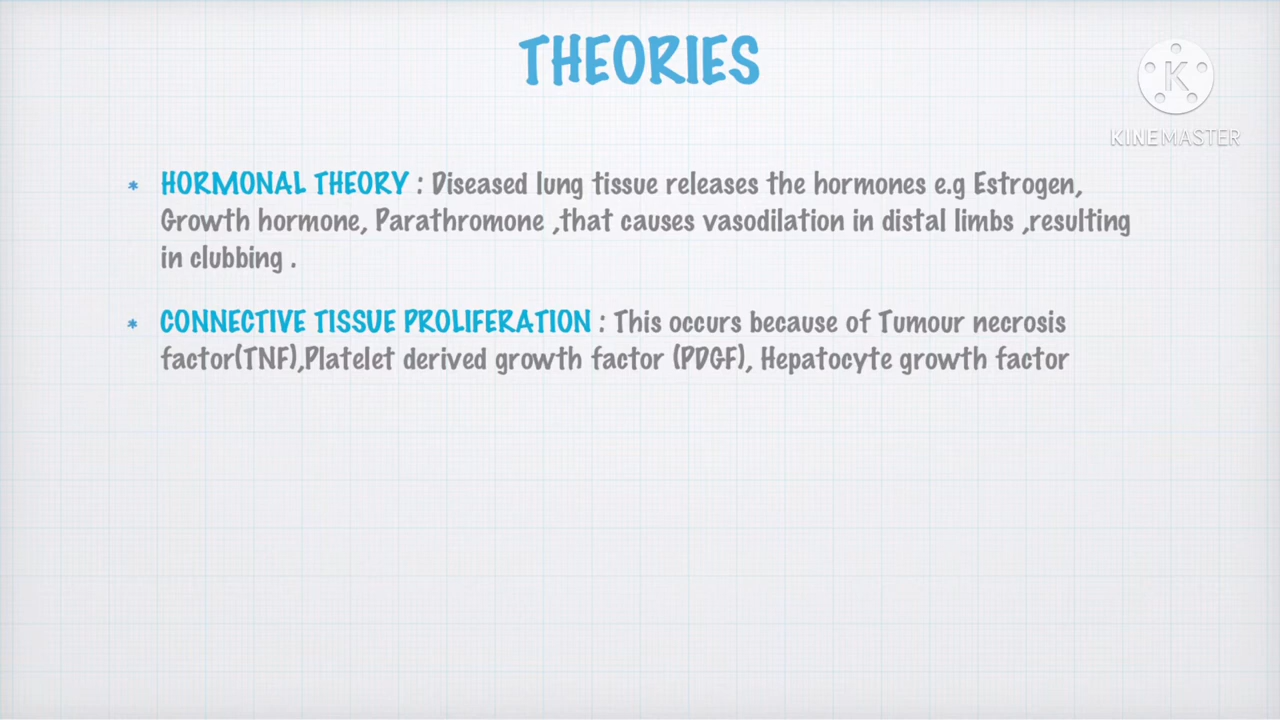 THEORIES
KINEMASTER
* HORMONAL THEORY : Diseased lung tissue releases the hormones e.g Estrogen,
Growth hormone, Parathromone ,that causes vasodilation in distal limbs ,resulting
in clubbing .
* CONNECTIVE TISSUE PROLIFERATION : This occurs because of Tumour necrosis
factor(TNF),Platelet derived growth factor (PDGF), Hepatocyte growth factor